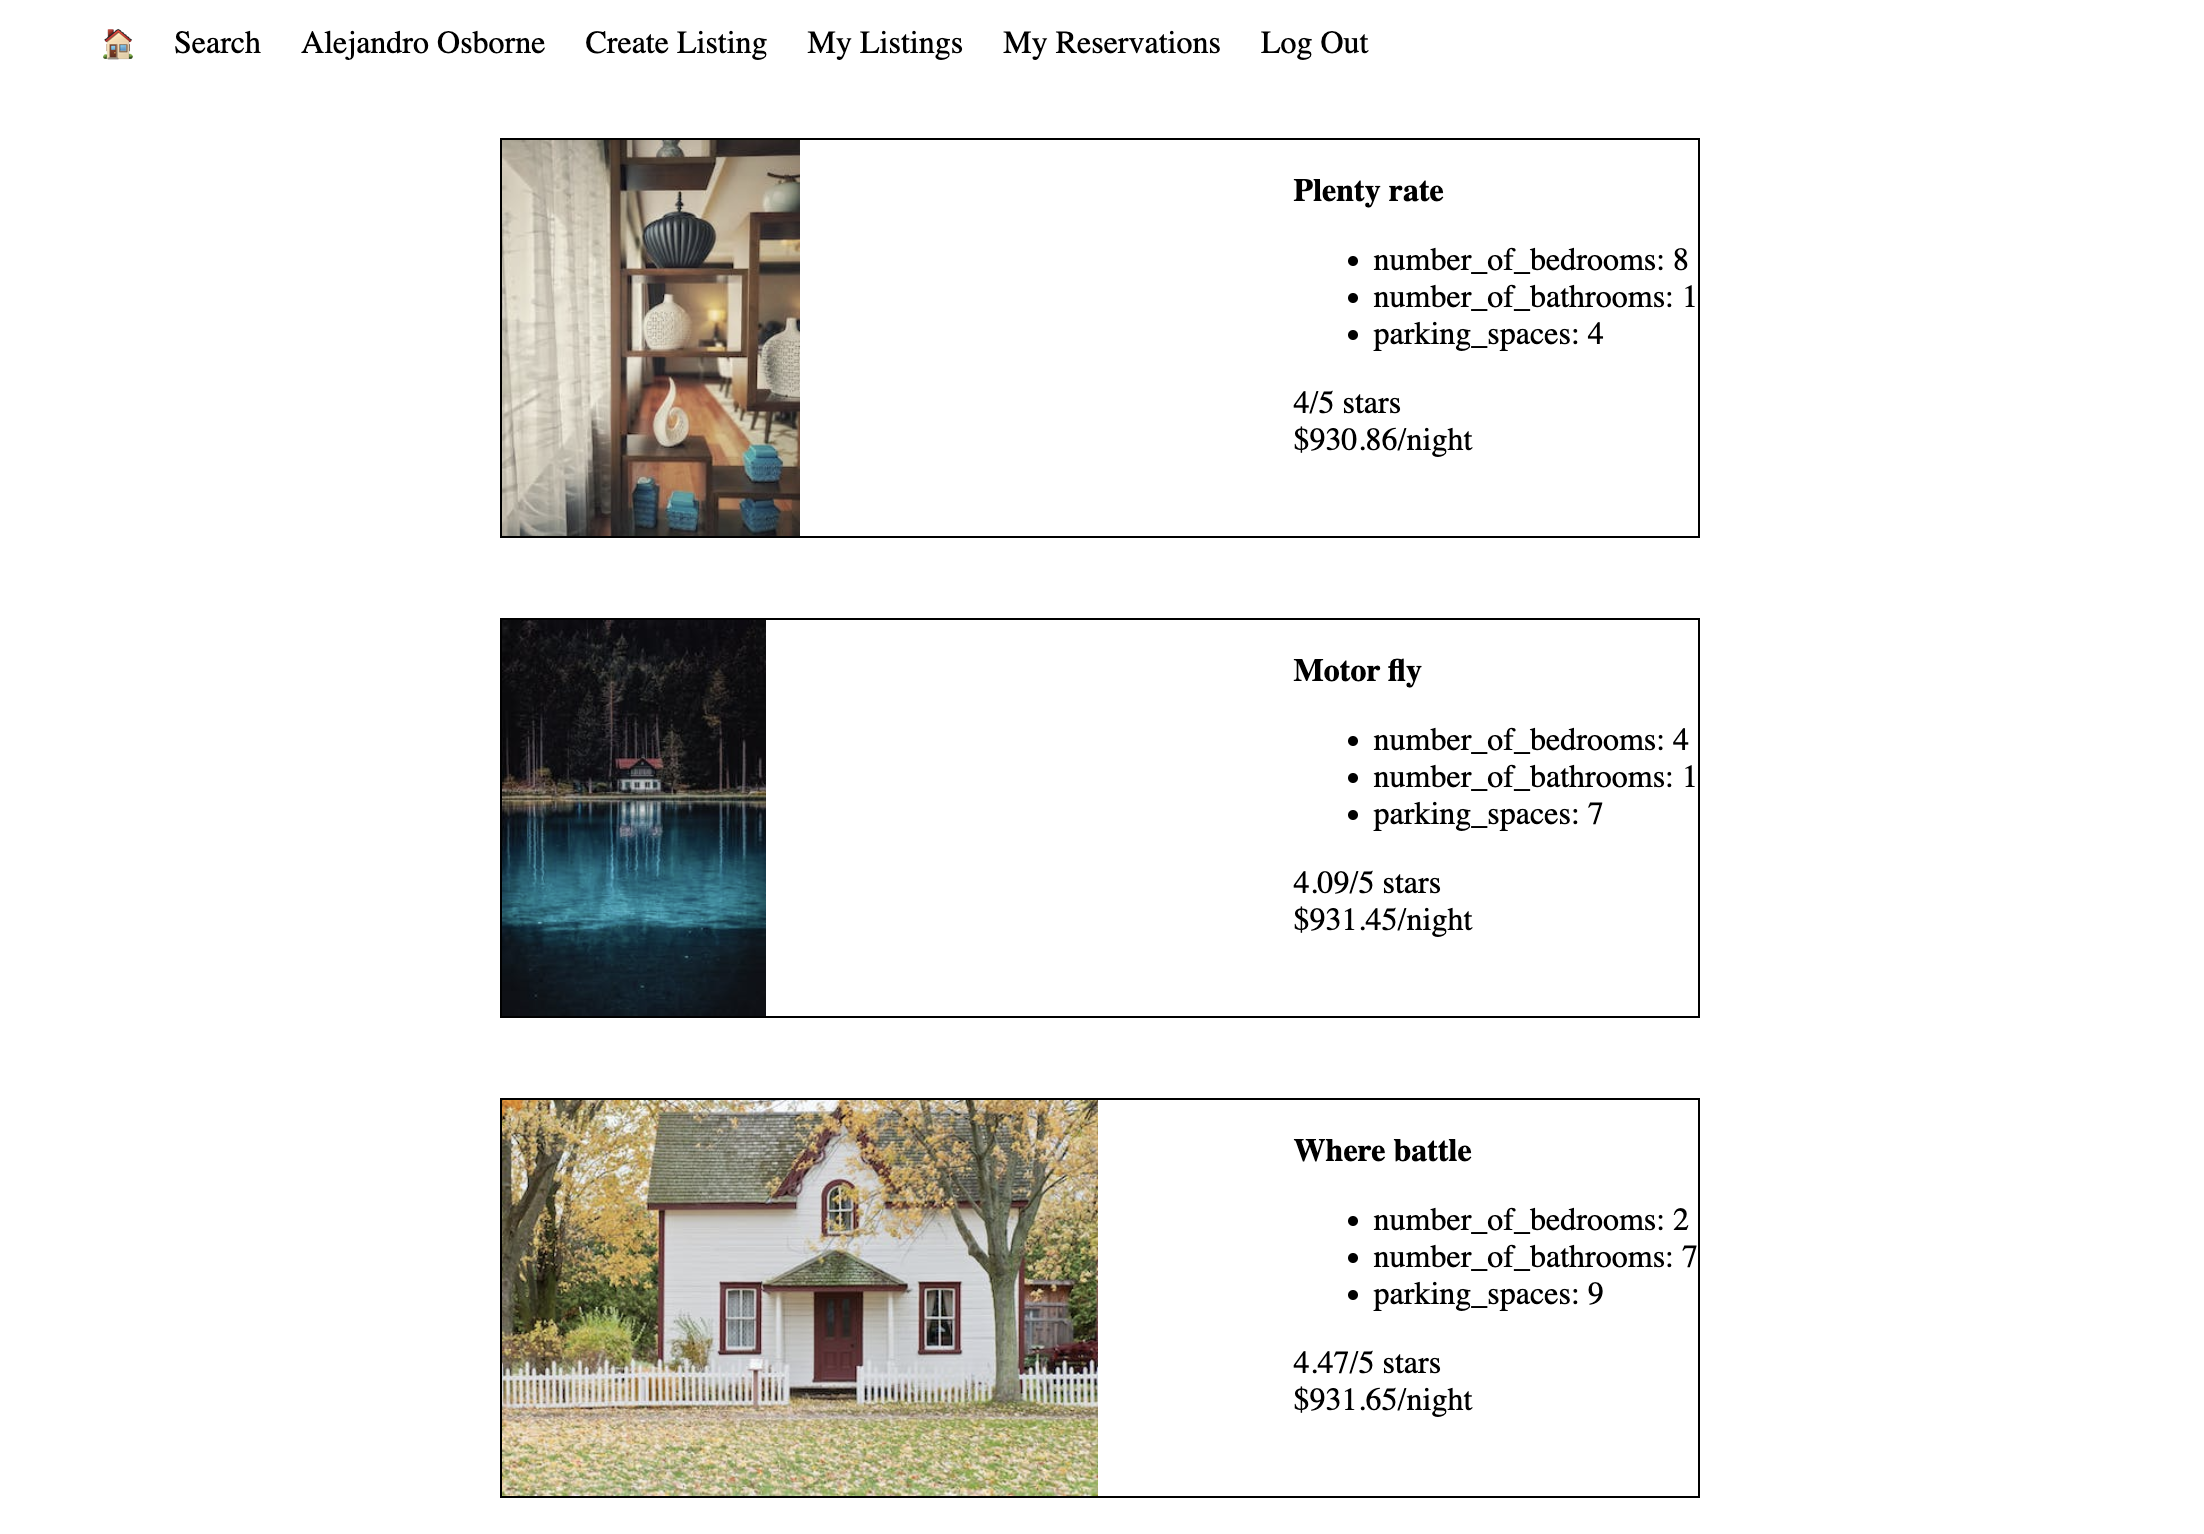 Search Alejandro Osborne Create Listing My Listings My Reservations Log Out
Plenty rate
• number_of_bedrooms: 8
• number_of_bathrooms: 1
• parking_spaces: 4
4/5 stars
$930.86/night
Motor fly
• number_of_bedrooms: 4
• number_of_bathrooms: 1
• parking_spaces: 7
4.09/5 stars
$931.45/night
Where battle
• number_of_bedrooms: 2
• number_of_bathrooms: 7
• parking_spaces: 9
4.47/5 stars
$931.65/night